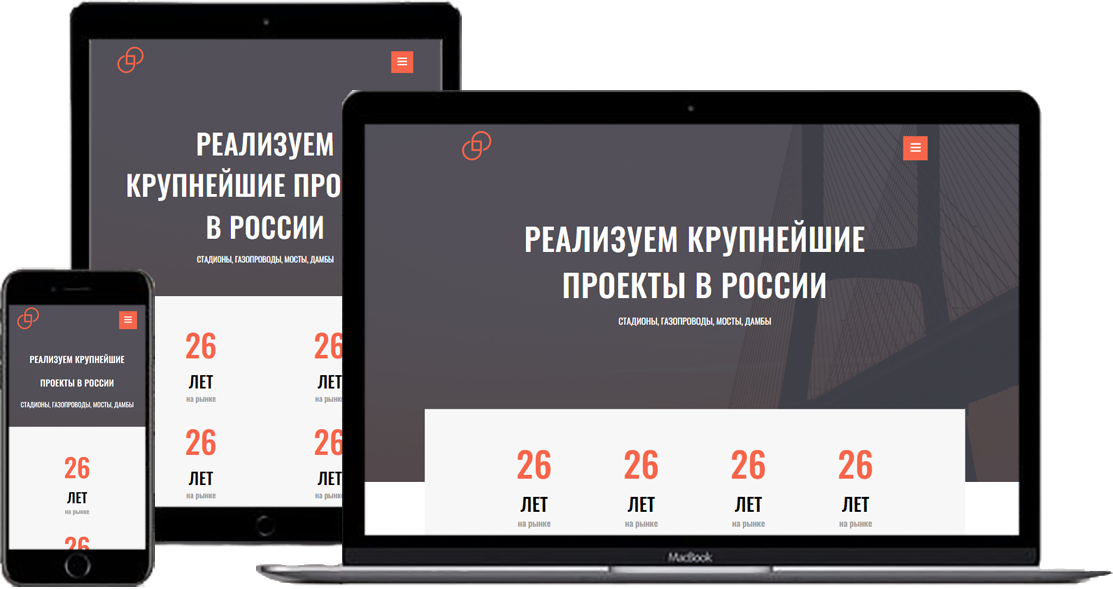 РЕАЛИЗУЕМ
КРУПНЕЙШИЕ ПРО
В РОССИИ
СТАДИОНЫ, ГАЗОПРОВОДЫ, МОСТЫ, ДАМБЫ
26 26
ЛЕТ ЛЕТ
на рынке на рынк
26 26
ЛЕТ ЛЕТ
на рынке на рынк
РЕАЛИЗУЕМ КРУПНЕЙШИЕ
ПРОЕКТЫ В РОССИИ
СТАДИОНЫ, ГАЗОПРОВОДЫ, МОСТЫ, ДАМБЫ
26
ЛЕТ
на рынке
26
РЕАЛИЗУЕМ КРУПНЕЙШИЕ
ПРОЕКТЫ В РОССИИ
СТАДИОНЫ, ГАЗОПРОВОДЫ, МОСТЫ, ДАМБЫ
26 26 26 26
ЛЕТ ЛЕТ ЛЕТ ЛЕТ
на рынке на рынке на рынке на рынке
MacBook